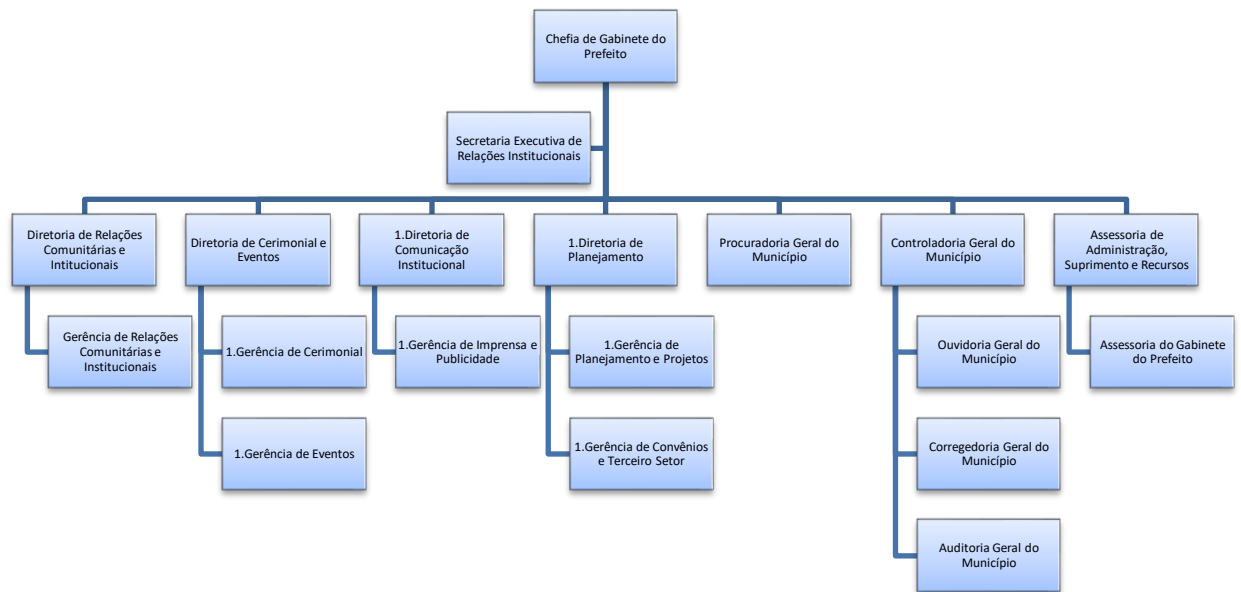 Chefia de Gabinete do
Prefeito
Secretaria Executiva de
Relações Institucionais
Diretoria de Relações
Comunitárias e
Intitucionais
Diretoria de Cerimonial e
Eventos
1.Diretoria de
Comunicação
Institucional
1.Diretoria de
Planejamento
Procuradoria Geral do
Município
Controladoria Geral do
Município
Assessoria de
Administração,
Suprimento e Recursos
Gerência de Relações
Comunitárias e
Institucionais
1.Gerência de Cerimonial
1.Gerência de Imprensa e
Publicidade
1.Gerência de
Planejamento e Projetos
Ouvidoria Geral do
Município
Assessoria do Gabinete
do Prefeito
1.Gerência de Eventos
1.Gerência de Convênios
e Terceiro Setor
Corregedoria Geral do
Município
Auditoria Geral do
Município